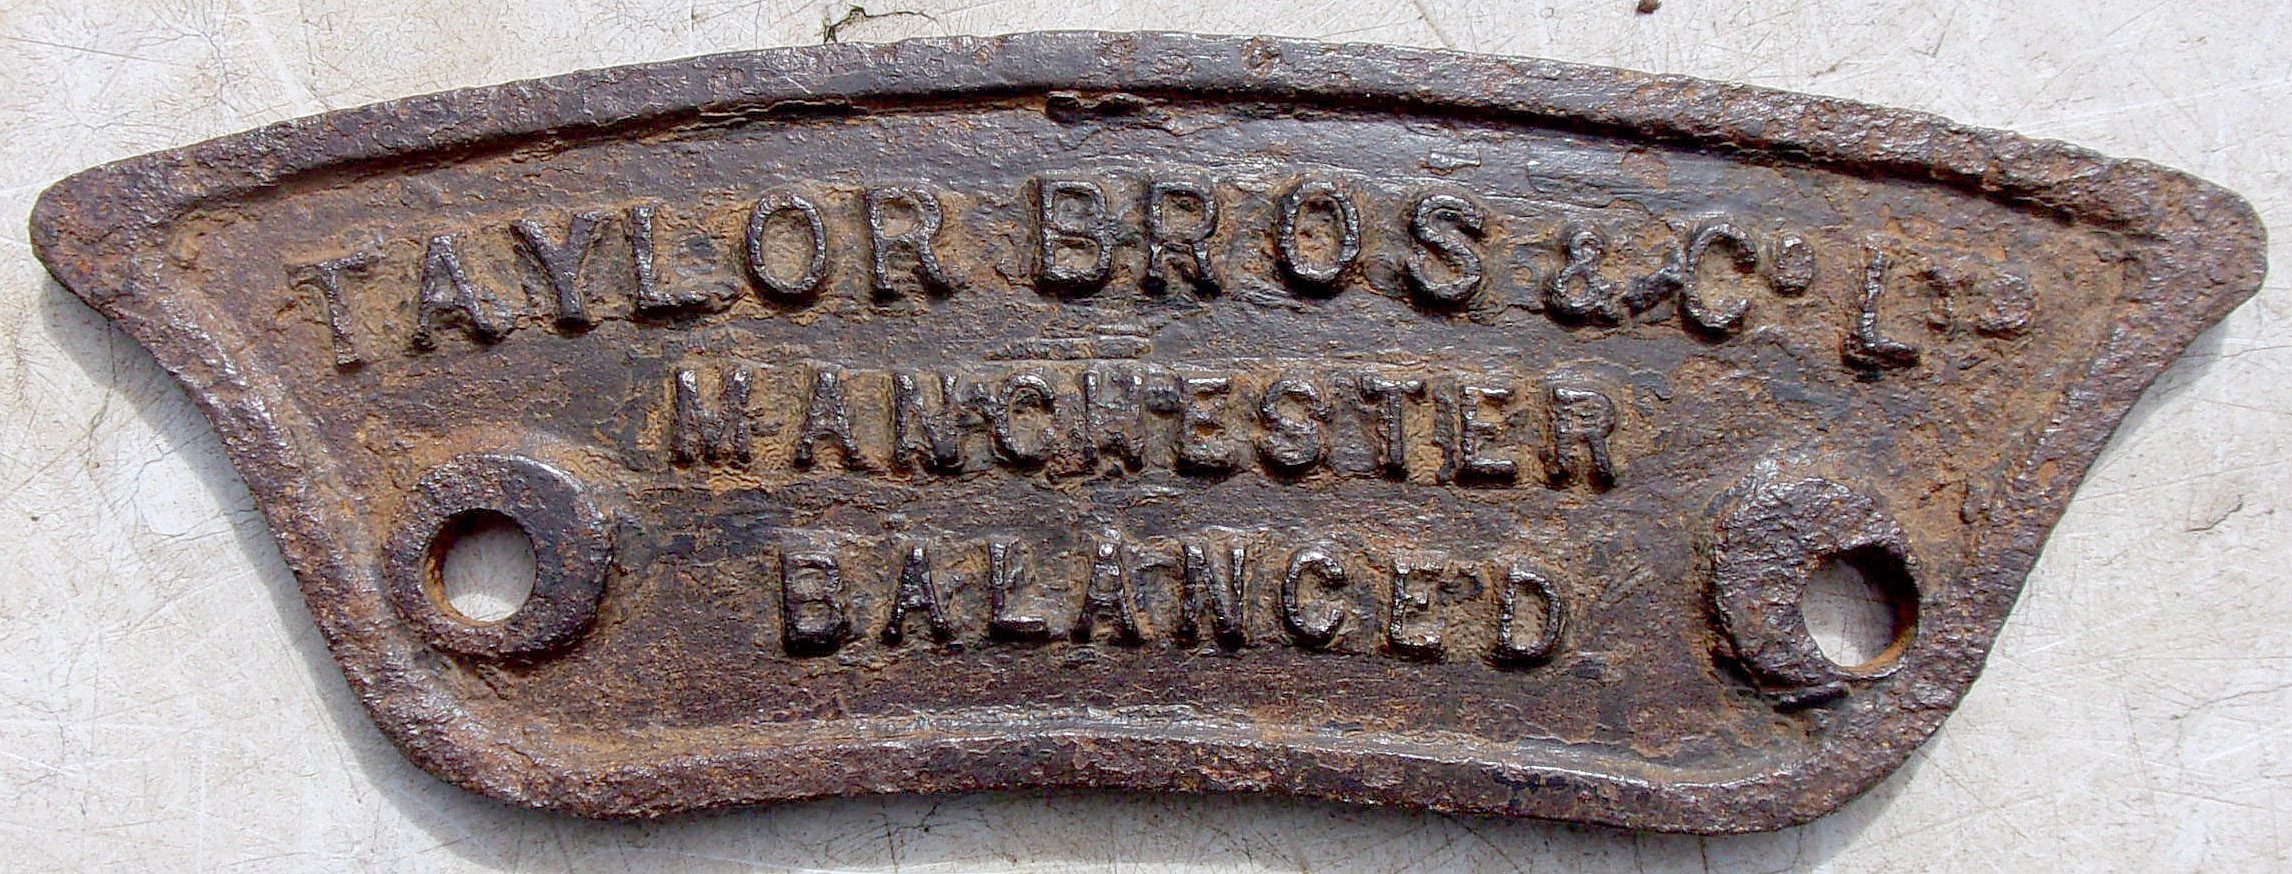 TAYLOR BROS & Cº LTD
MANCHESTER
BALANCED